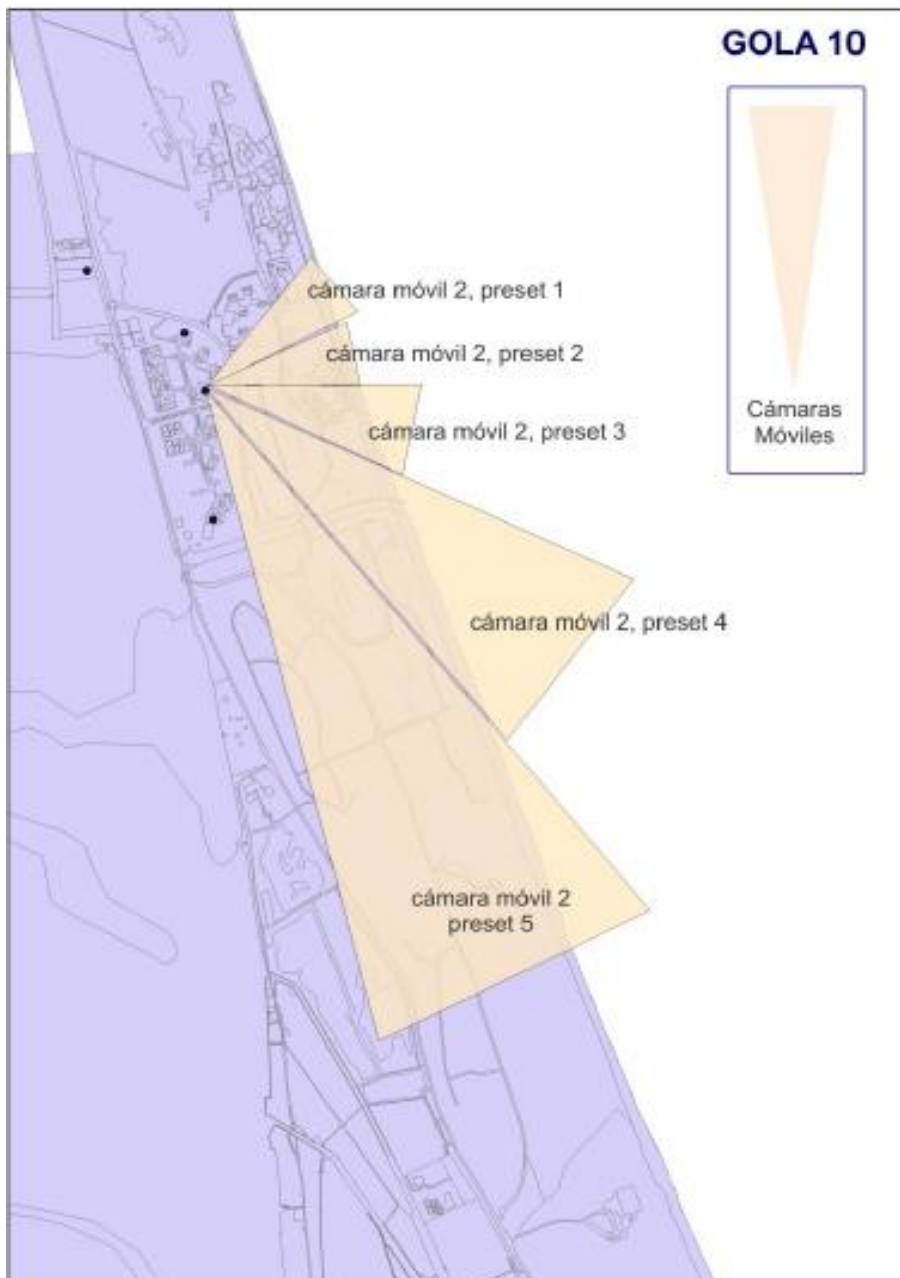 GOLA 10
Cámaras
Móviles
cámara móvil 2, preset 1
cámara móvil 2, preset 2
cámara móvil 2, preset 3
cámara móvil 2, preset 4
cámara móvil 2
preset 5